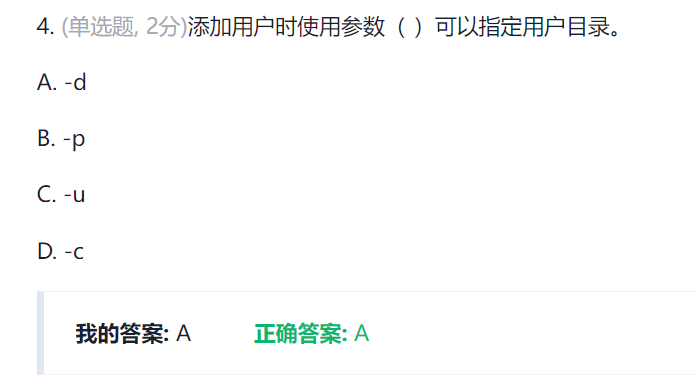 4. (单选题, 2分)添加用户时使用参数（ ）可以指定用户目录。
A. -d
B. -p
C. -u
D. -c
我的答案: A 正确答案: A